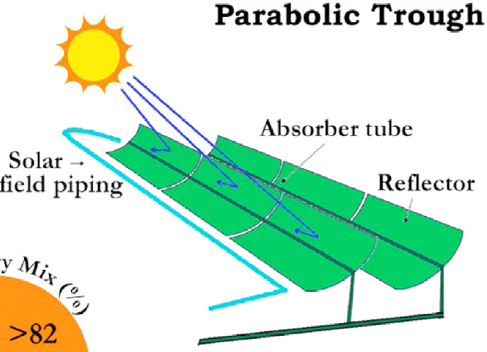 Parabolic Trough
Absorber tube
Solar →
field piping
Reflector
Mix (%)
>82